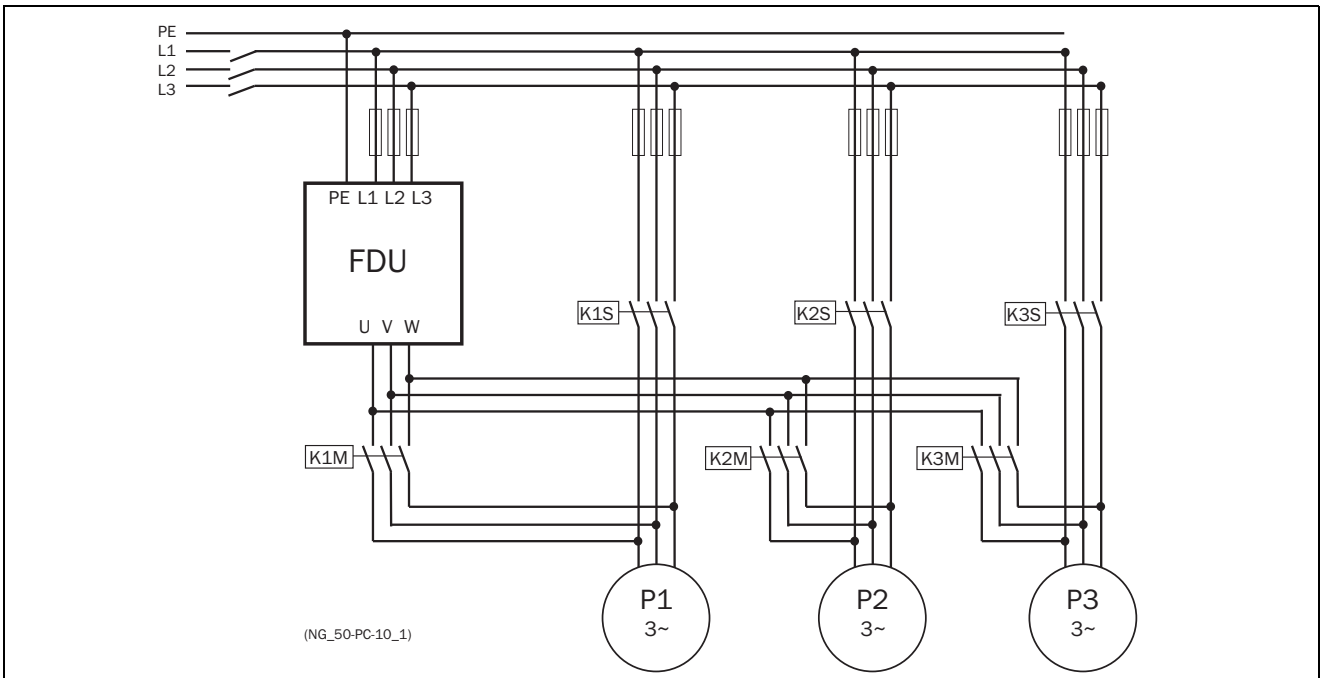 PE
L1
L2
L3
PE L1 L2 L3
FDU
U V W
K1S
K2S
K3S
K1M
K2M
K3M
P1
3~
P2
3~
P3
3~
(NG_50-PC-10_1)